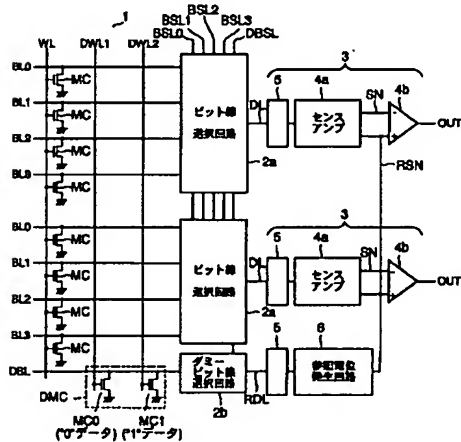 1
WL DWL1 DWL2
BSL0 BSL1 BSL2 BSL3 DBSL
BL0
MC
BL1
MC
BL2
MC
BL3
MC
ビット線
選択回路
2a
DL
5
3
4a
センス
アンプ
SN
4b
OUT
RSN
BL0
MC
BL1
MC
BL2
MC
BL3
MC
ビット線
選択回路
2a
DL
5
3
4a
センス
アンプ
SN
4b
OUT
DBL
DMC
MC0
("0"データ)
MC1
("1"データ)
ダミー
ビット線
選択回路
2b
RDL
5
6
参照電位
発生回路